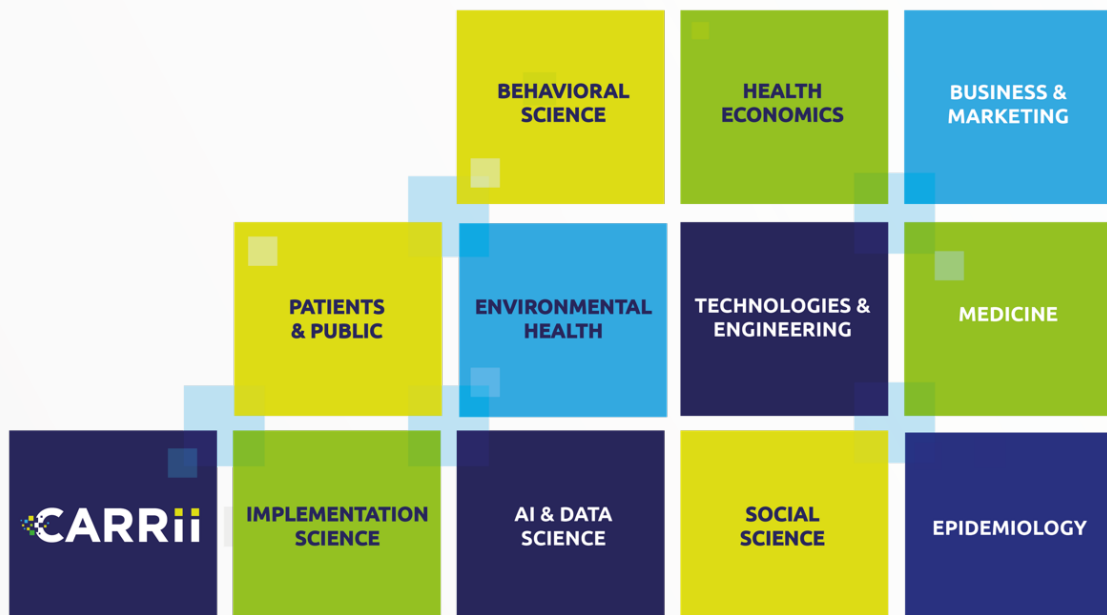 BEHAVIORAL
SCIENCE
HEALTH
ECONOMICS
BUSINESS &
MARKETING
PATIENTS
& PUBLIC
ENVIRONMENTAL
HEALTH
TECHNOLOGIES &
ENGINEERING
MEDICINE
CARRii
IMPLEMENTATION
SCIENCE
AI & DATA
SCIENCE
SOCIAL
SCIENCE
EPIDEMIOLOGY